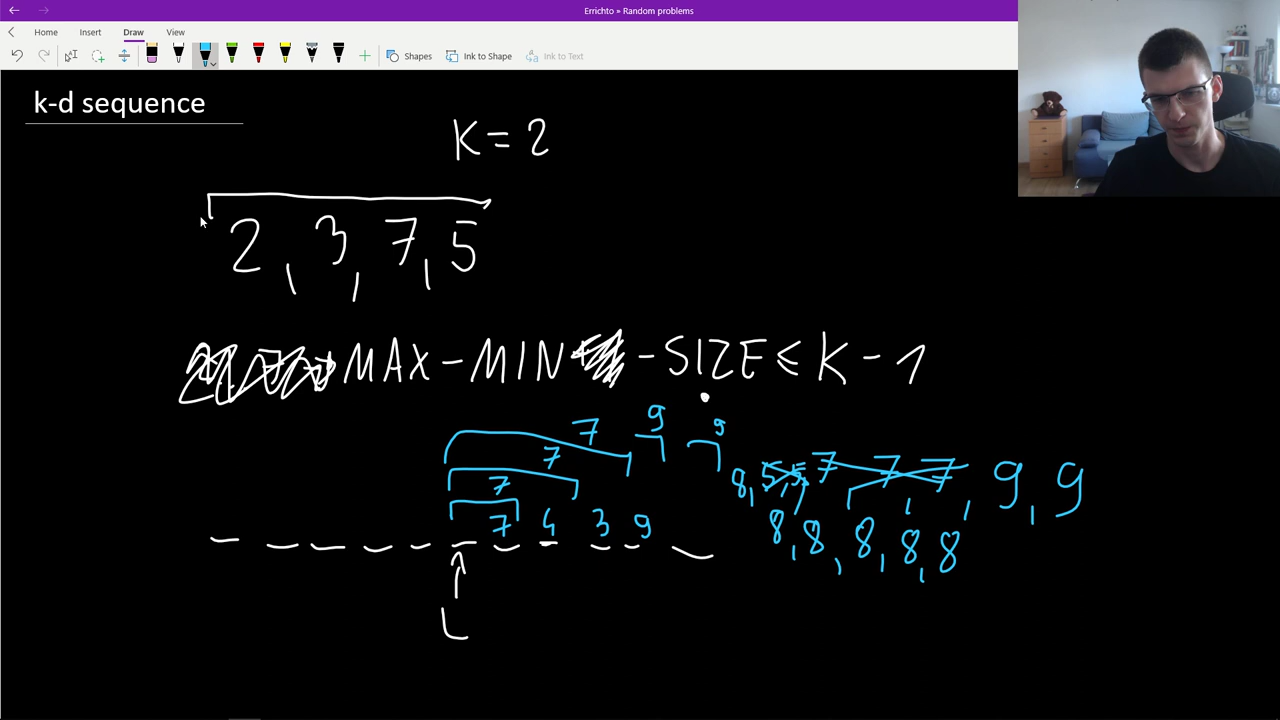 Errichto » Random problems
Home Insert Draw View
Shapes Ink to Shape Ink to Text
k-d sequence
K = 2
2, 3, 7, 5
MAX - MIN - SIZE ≤ K - 1
7 9 9
7
7
8, 5, 5 7 7 7, 9, 9
7 4 3 9
8, 8, 8, 8, 8
L